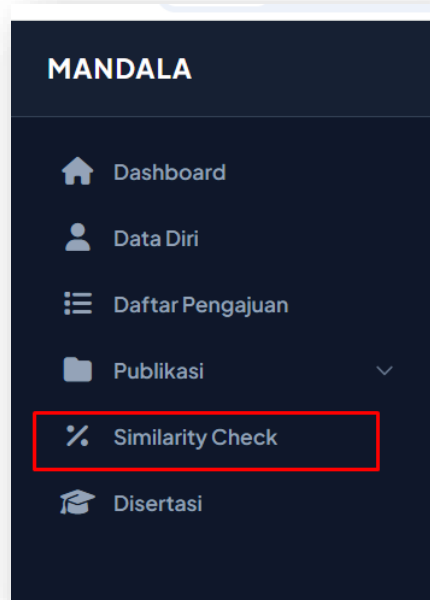 MANDALA
Dashboard
Data Diri
Daftar Pengajuan
Publikasi
Similarity Check
Disertasi